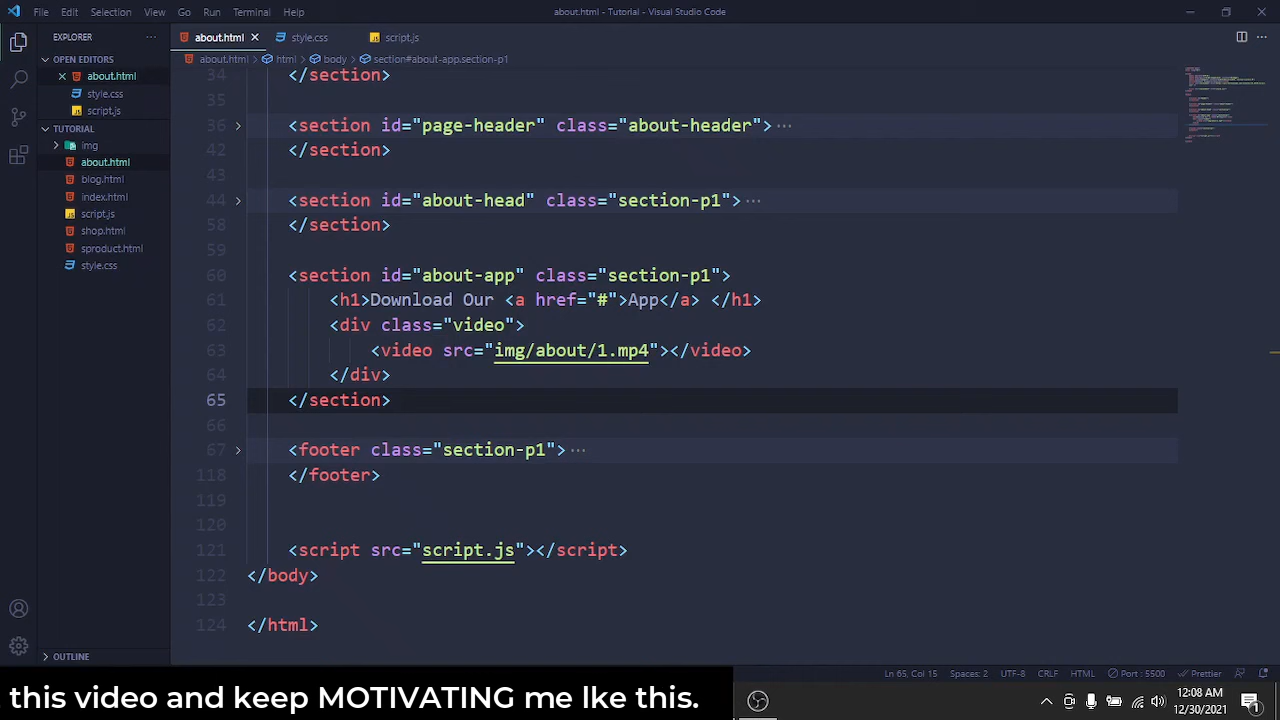 File Edit Selection View Go Run Terminal Help
about.html - Tutorial - Visual Studio Code
EXPLORER
OPEN EDITORS
about.html
style.css
script.js
TUTORIAL
img
about.html
blog.html
index.html
script.js
shop.html
sproduct.html
style.css
OUTLINE
about.html style.css script.js
about.html > html > body > section#about-app.section-p1
34 </section>
35
36 <section id="page-header" class="about-header">
42 </section>
43
44 <section id="about-head" class="section-p1">
58 </section>
59
60 <section id="about-app" class="section-p1">
61 <h1>Download Our <a href="#">App</a> </h1>
62 <div class="video">
63 <video src="img/about/1.mp4"></video>
64 </div>
65 </section>
66
67 <footer class="section-p1">
118 </footer>
119
120
121 <script src="script.js"></script>
122 </body>
123
124 </html>
Ln 65, Col 15 Spaces: 2 UTF-8 CRLF HTML Port : 5500 Prettier
this video and keep MOTIVATING me lke this.
12:08 AM
12/30/2021